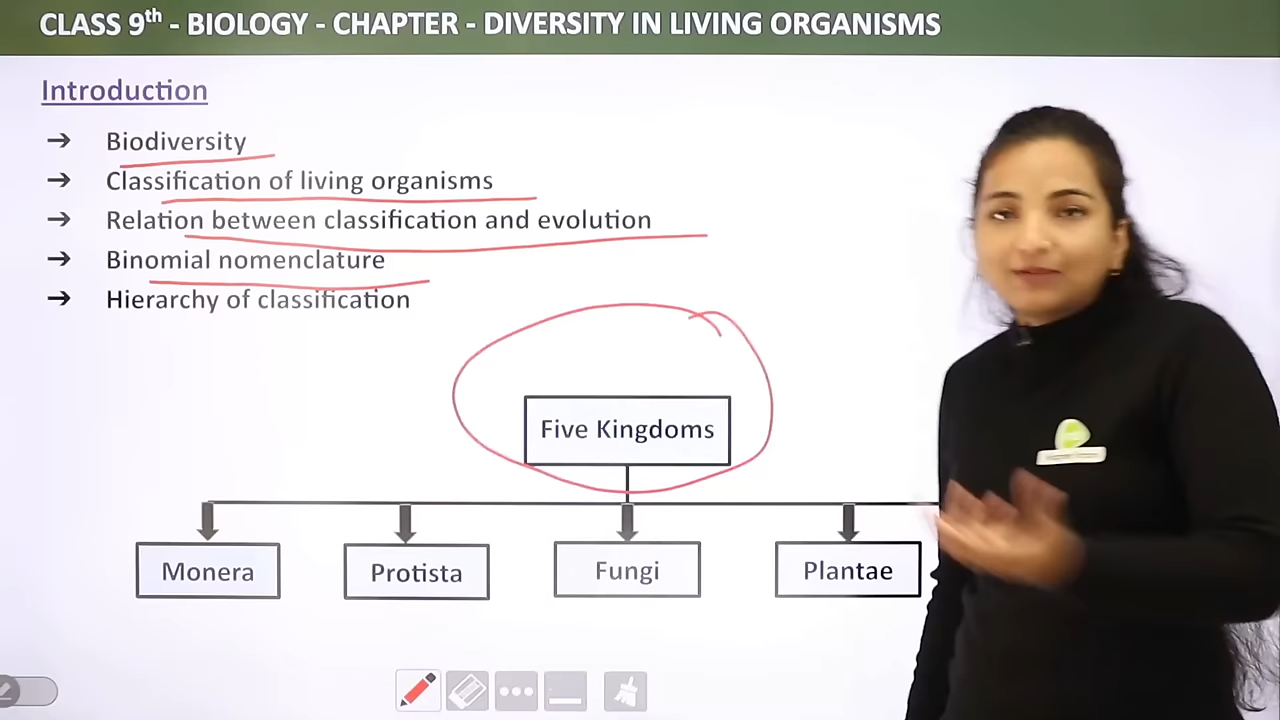 CLASS 9th - BIOLOGY - CHAPTER - DIVERSITY IN LIVING ORGANISMS
Introduction
→ Biodiversity
→ Classification of living organisms
→ Relation between classification and evolution
→ Binomial nomenclature
→ Hierarchy of classification
Five Kingdoms
Monera Protista Fungi Plantae